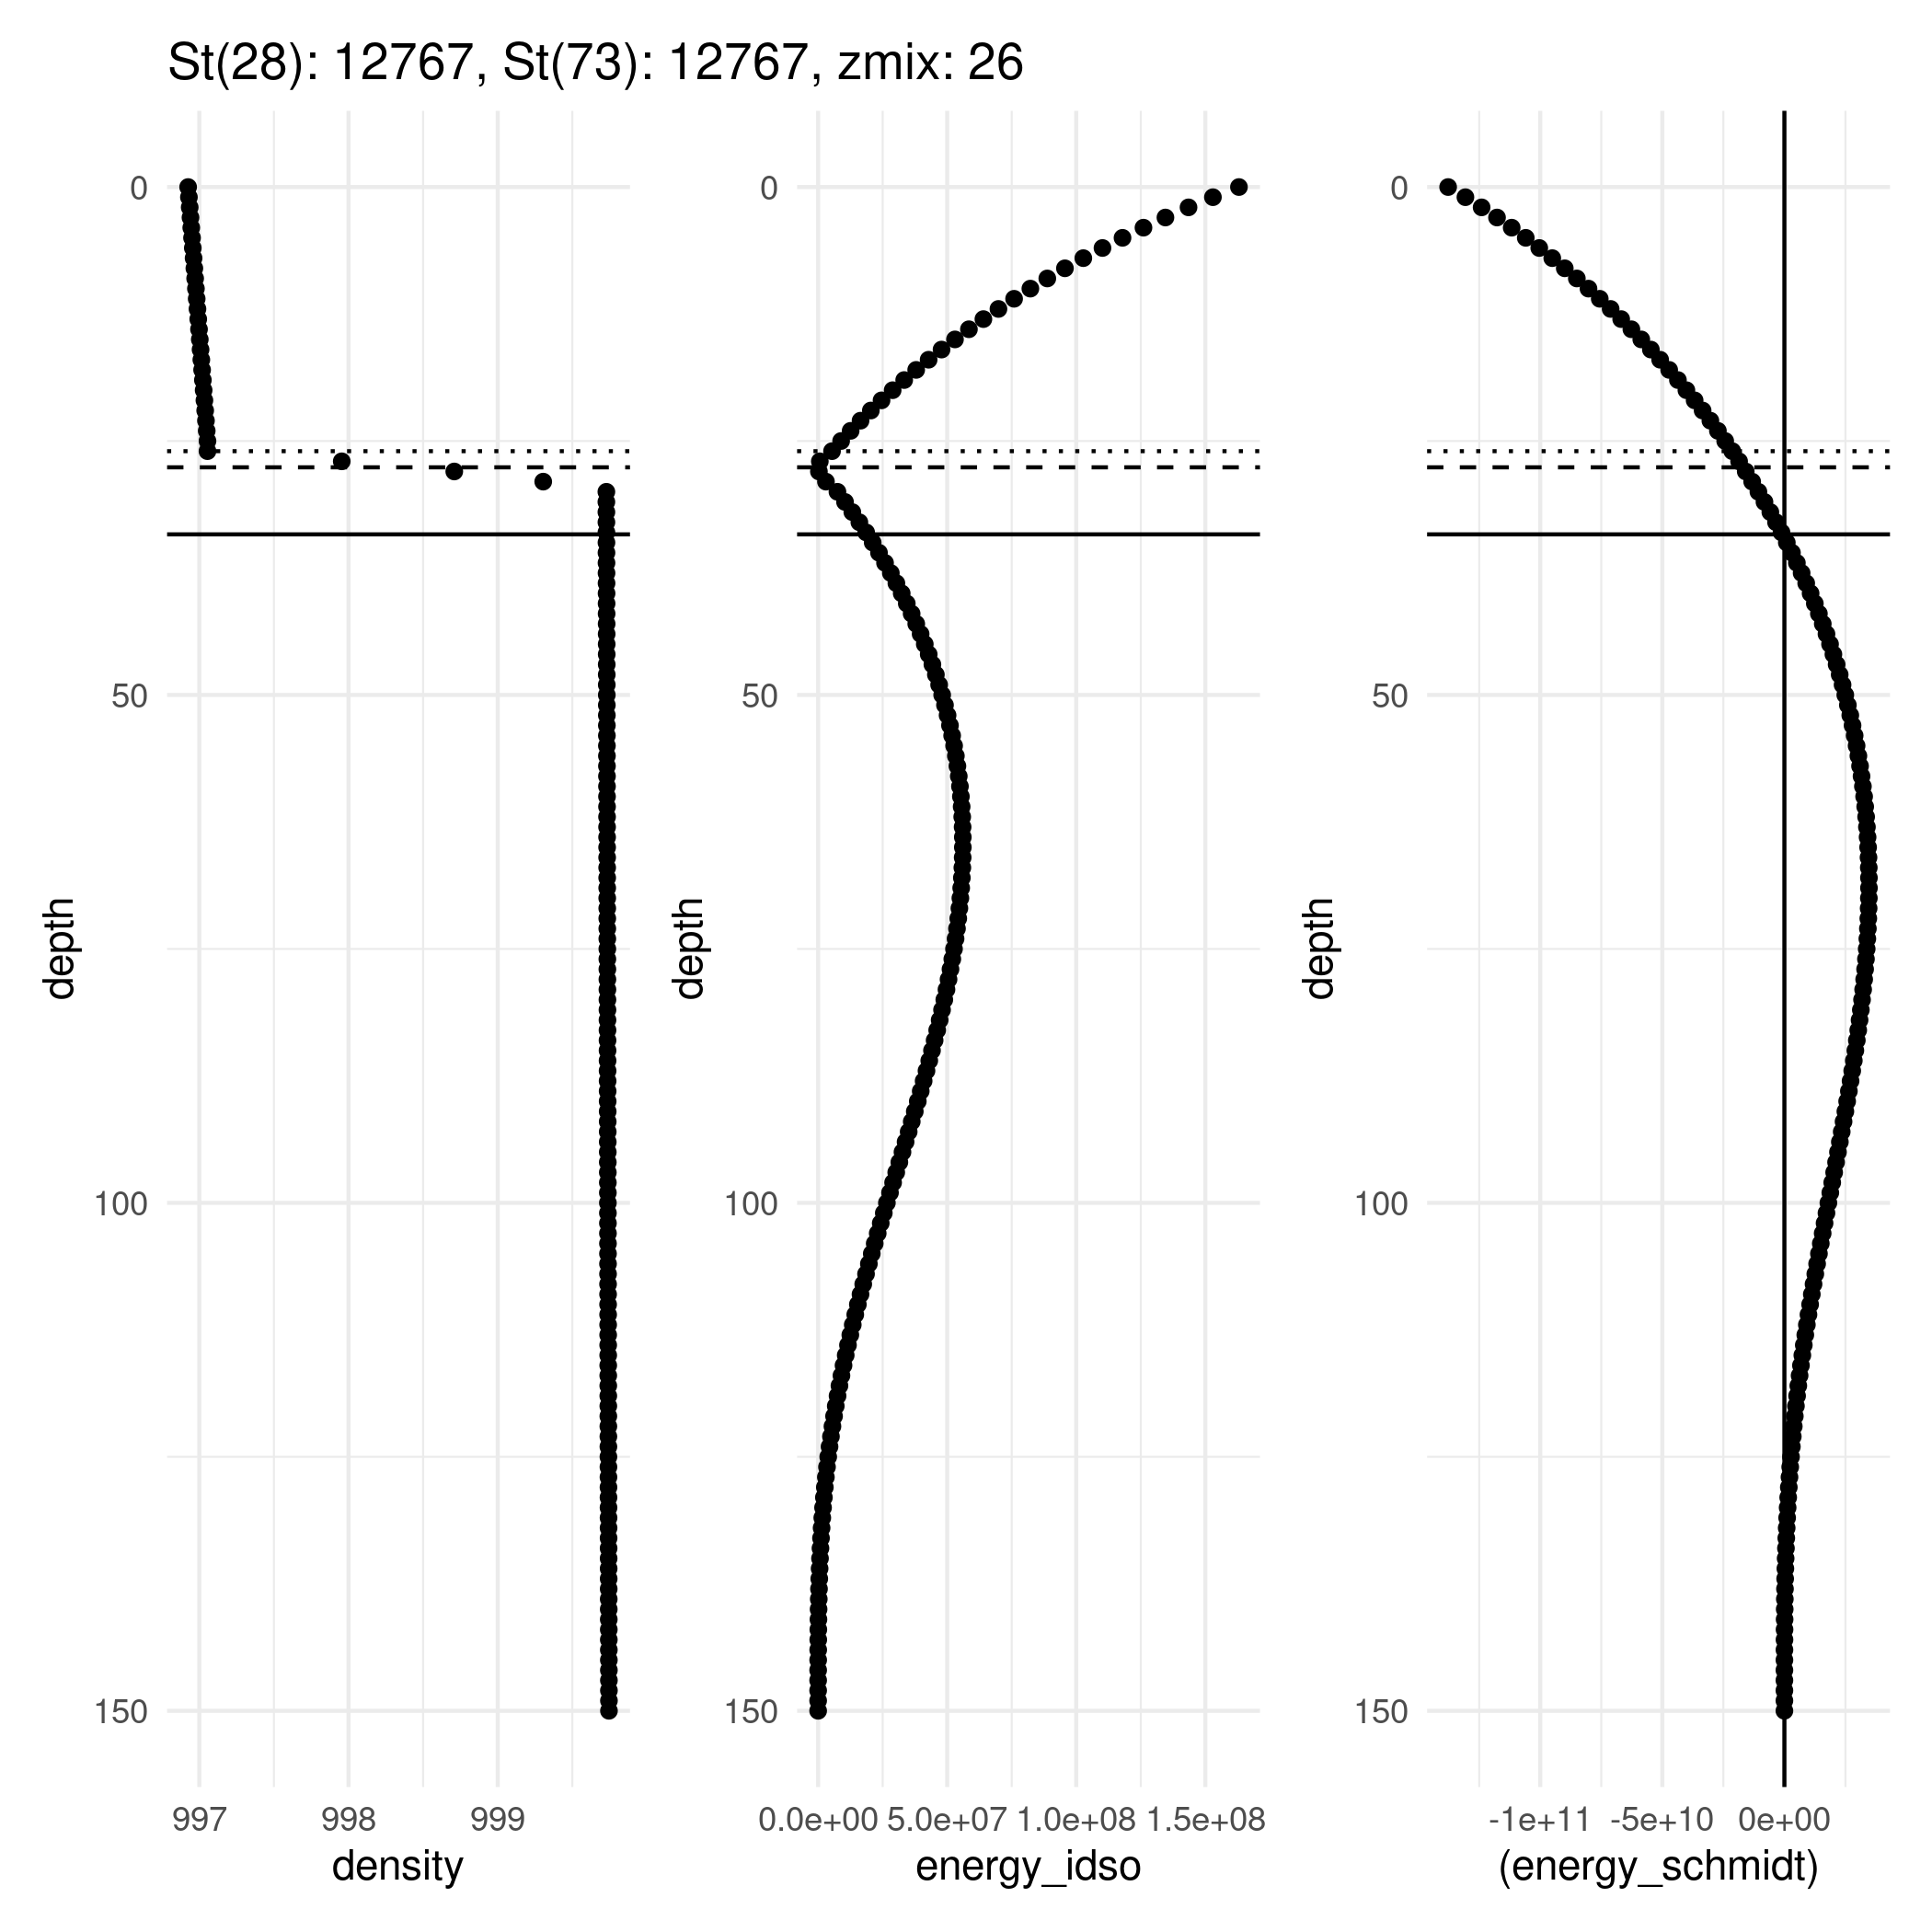 St(28): 12767, St(73): 12767, zmix: 26
0
50
100
150
depth
997 998 999
density
0
50
100
150
depth
0.0e+00 5.0e+07 1.0e+08 1.5e+08
energy_idso
0
50
100
150
depth
-1e+11 -5e+10 0e+00
(energy_schmidt)